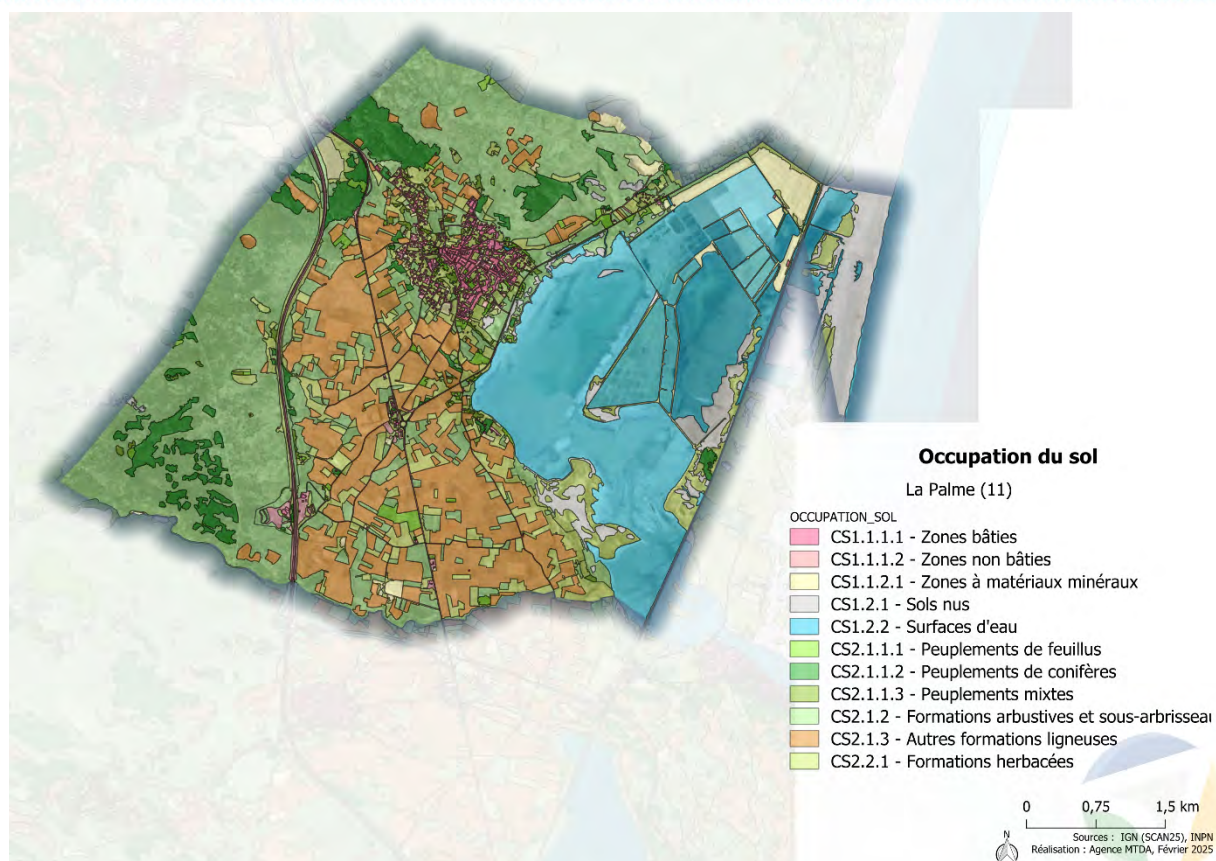 Occupation du sol
La Palme (11)
OCCUPATION_SOL
CS1.1.1.1 - Zones bâties
CS1.1.1.2 - Zones non bâties
CS1.1.2.1 - Zones à matériaux minéraux
CS1.2.1 - Sols nus
CS1.2.2 - Surfaces d'eau
CS2.1.1.1 - Peuplements de feuillus
CS2.1.1.2 - Peuplements de conifères
CS2.1.1.3 - Peuplements mixtes
CS2.1.2 - Formations arbustives et sous-arbrisseau
CS2.1.3 - Autres formations ligneuses
CS2.2.1 - Formations herbacées
0 0,75 1,5 km
N
Sources : IGN (SCAN25), INPN
Réalisation : Agence MTDA, Février 2025